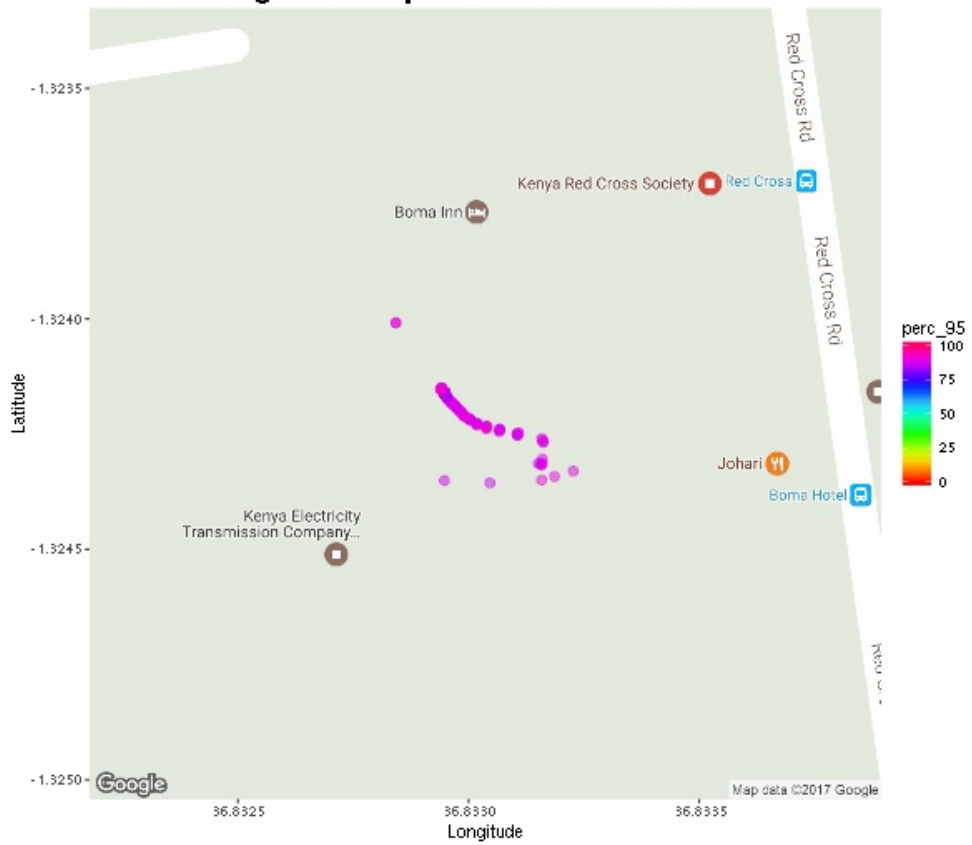 -1.3235
-1.3240
-1.3245
-1.3250
Latitude
Red Cross Rd
Kenya Red Cross Society
Red Cross
Boma Inn
Red Cross Rd
Johari
Boma Hotel
Kenya Electricity
Transmission Company...
Google
Map data ©2017 Google
36.8325
36.8330
36.8335
Longitude
perc_95
100
75
50
25
0